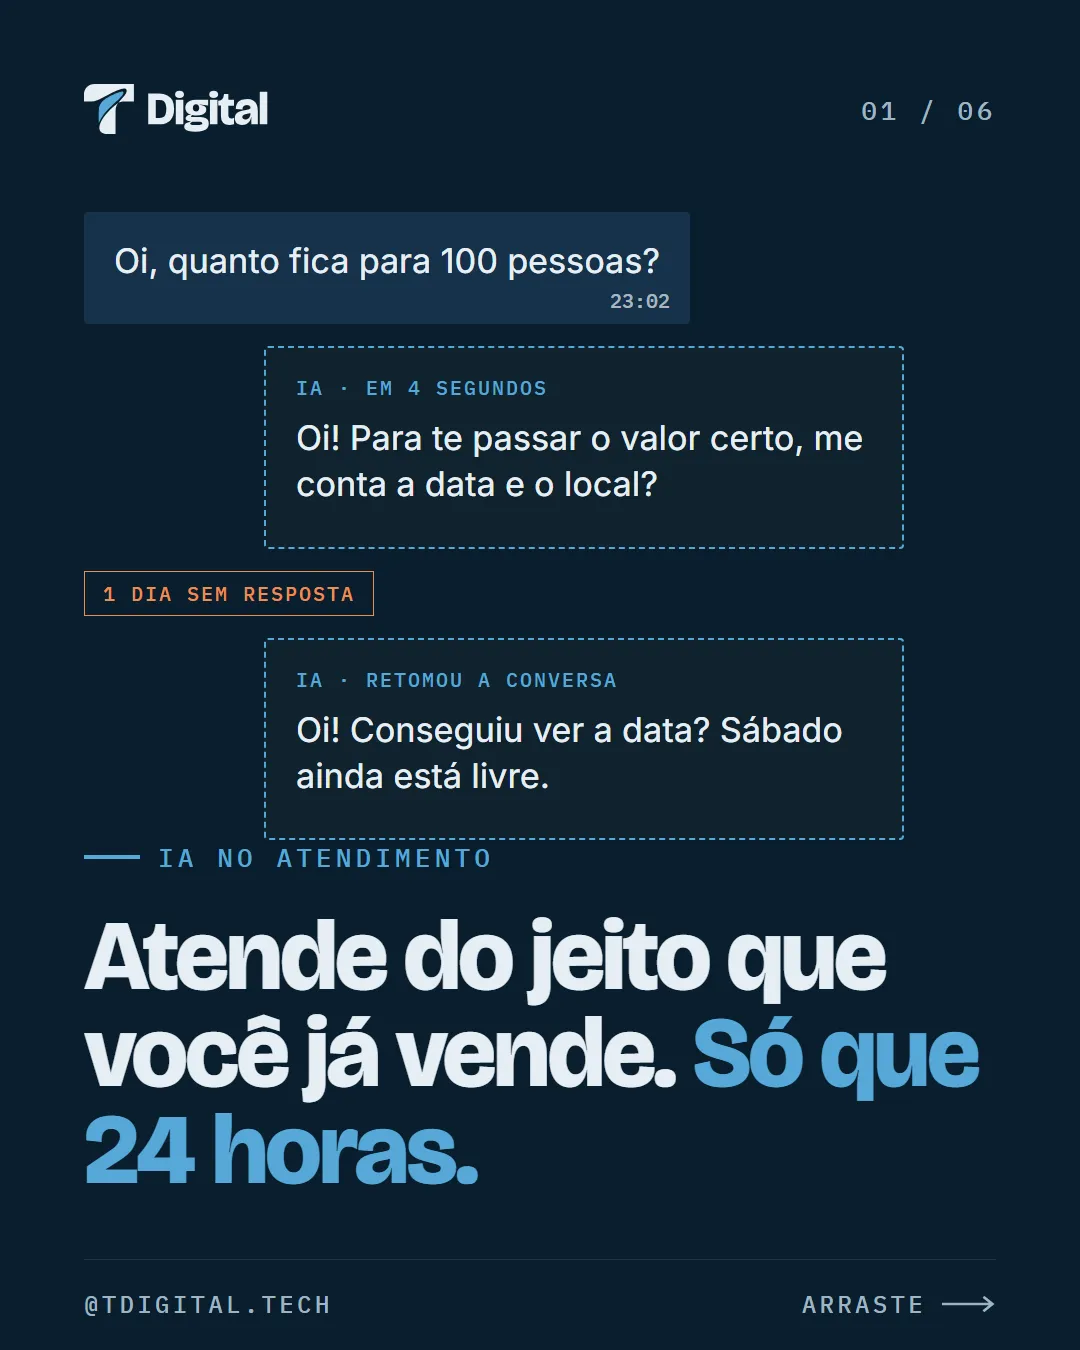 T Digital
01 / 06
Oi, quanto fica para 100 pessoas?
23:02
IA · EM 4 SEGUNDOS
Oi! Para te passar o valor certo, me
conta a data e o local?
1 DIA SEM RESPOSTA
IA · RETOMOU A CONVERSA
Oi! Conseguiu ver a data? Sábado
ainda está livre.
IA NO ATENDIMENTO
Atende do jeito que
você já vende. Só que
24 horas.
@TDIGITAL.TECH
ARRASTE